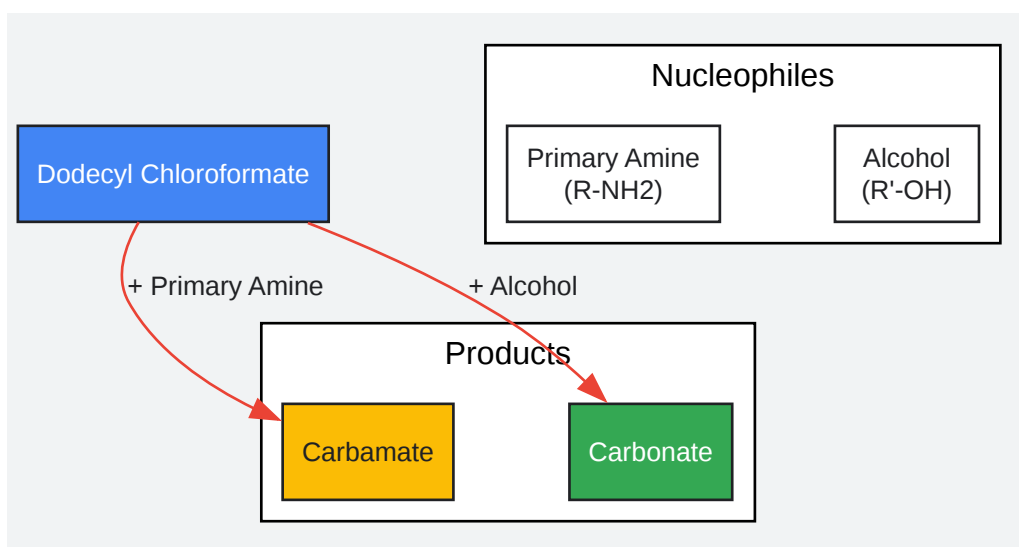 Nucleophiles
Dodecyl Chloroformate
Primary Amine
(R-NH2)
Alcohol
(R'-OH)
+ Primary Amine
+ Alcohol
Products
Carbamate
Carbonate